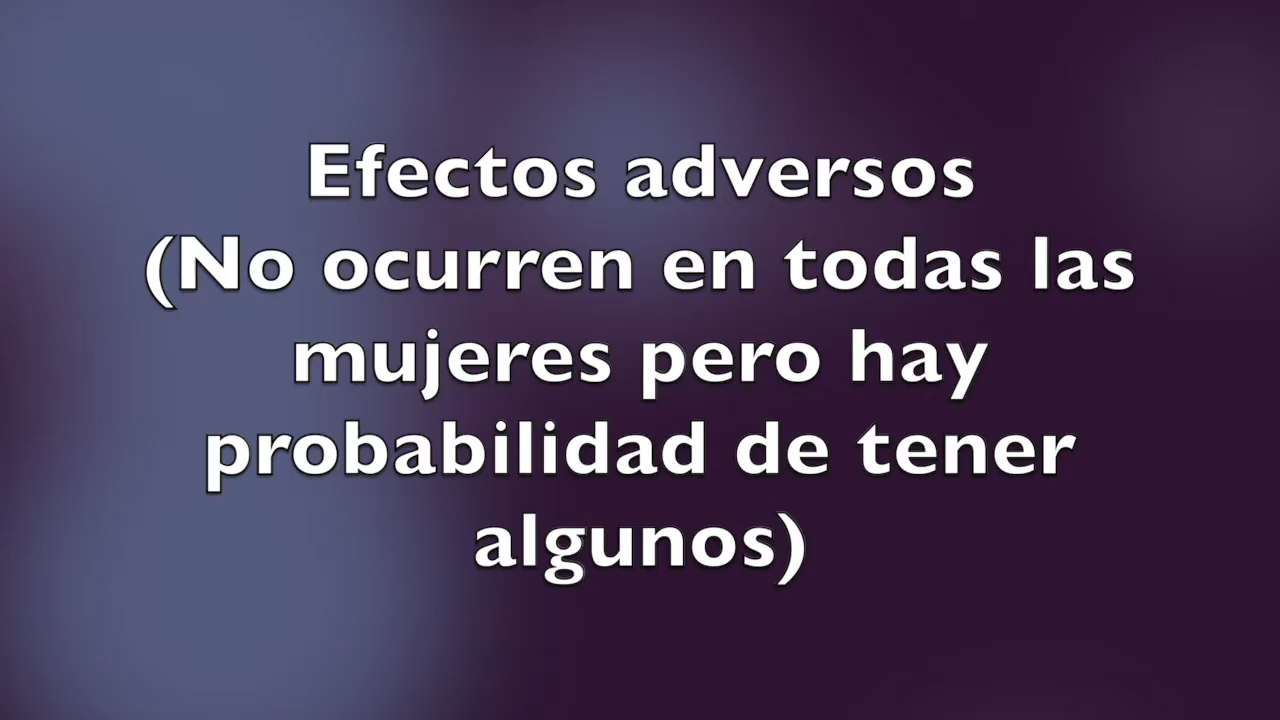 Efectos adversos
(No ocurren en todas las
mujeres pero hay
probabilidad de tener
algunos)